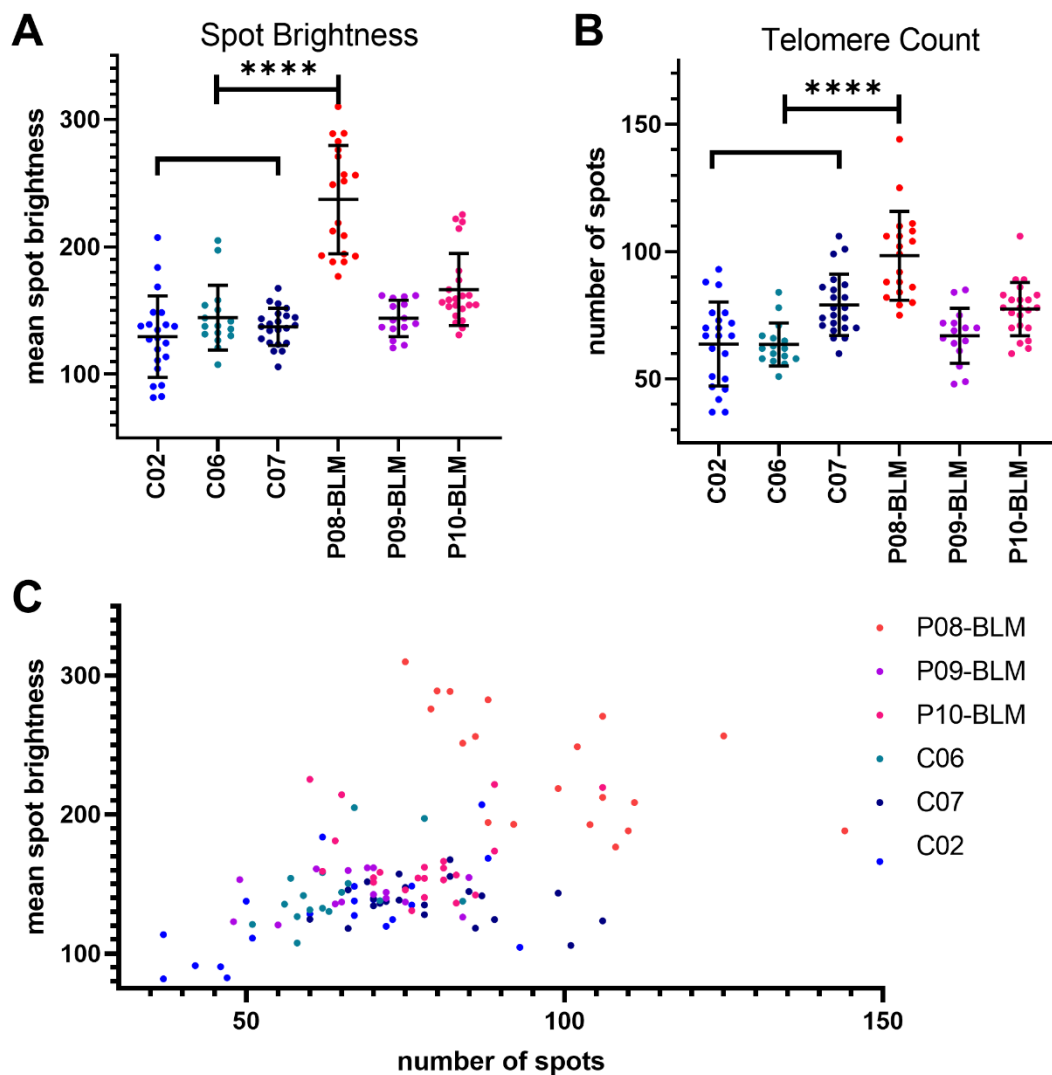 A
Spot Brightness
****
300
200
100
mean spot brightness
C02
C06
C07
P08-BLM
P09-BLM
P10-BLM
B
Telomere Count
****
150
100
50
number of spots
C02
C06
C07
P08-BLM
P09-BLM
P10-BLM
C
300
200
100
mean spot brightness
50
100
150
number of spots
P08-BLM
P09-BLM
P10-BLM
C06
C07
C02